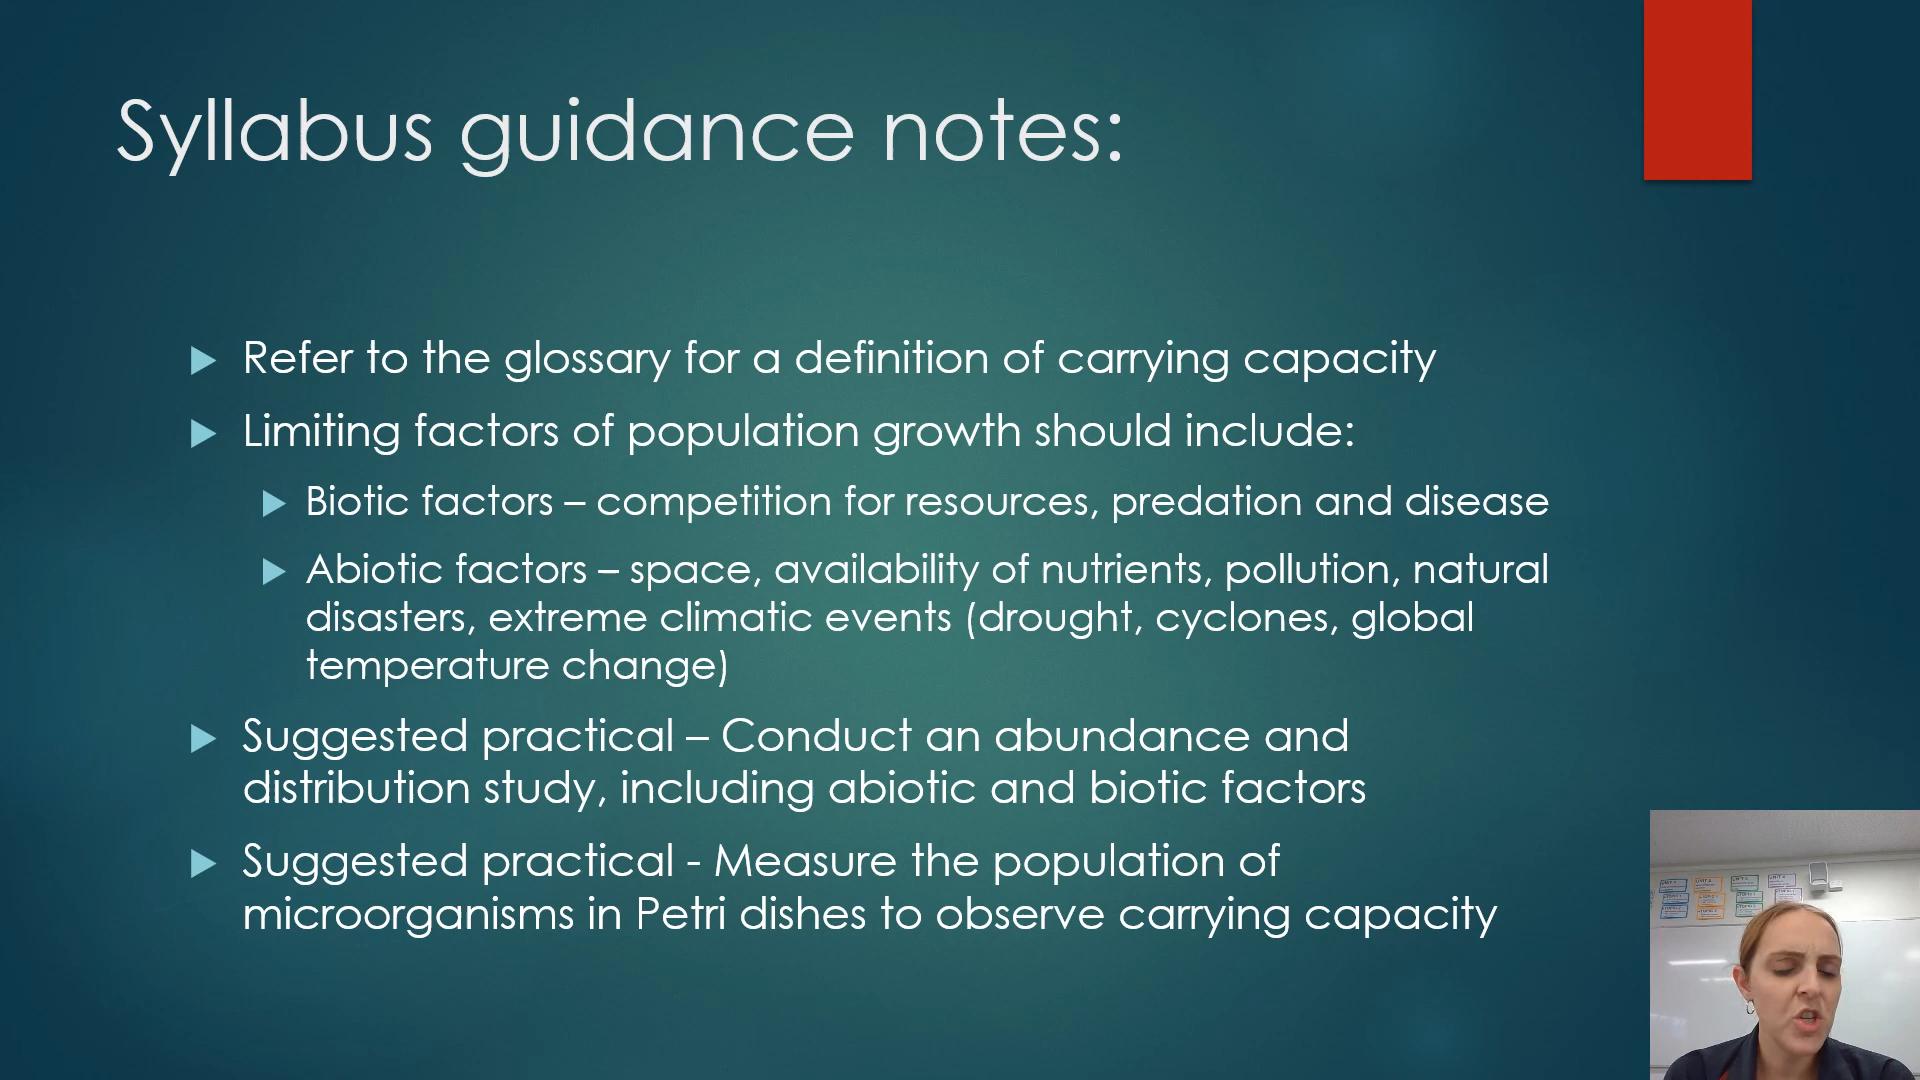 Syllabus guidance notes:
Refer to the glossary for a definition of carrying capacity
Limiting factors of population growth should include:
Biotic factors – competition for resources, predation and disease
Abiotic factors – space, availability of nutrients, pollution, natural
disasters, extreme climatic events (drought, cyclones, global
temperature change)
Suggested practical – Conduct an abundance and
distribution study, including abiotic and biotic factors
Suggested practical - Measure the population of
microorganisms in Petri dishes to observe carrying capacity